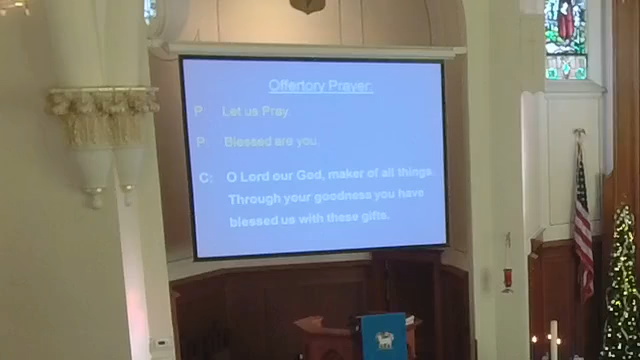 Offertory Prayer:
P: Let us Pray
P: Blessed are you.
C: O Lord our God, maker of all things.
Through your goodness you have
blessed us with these gifts.